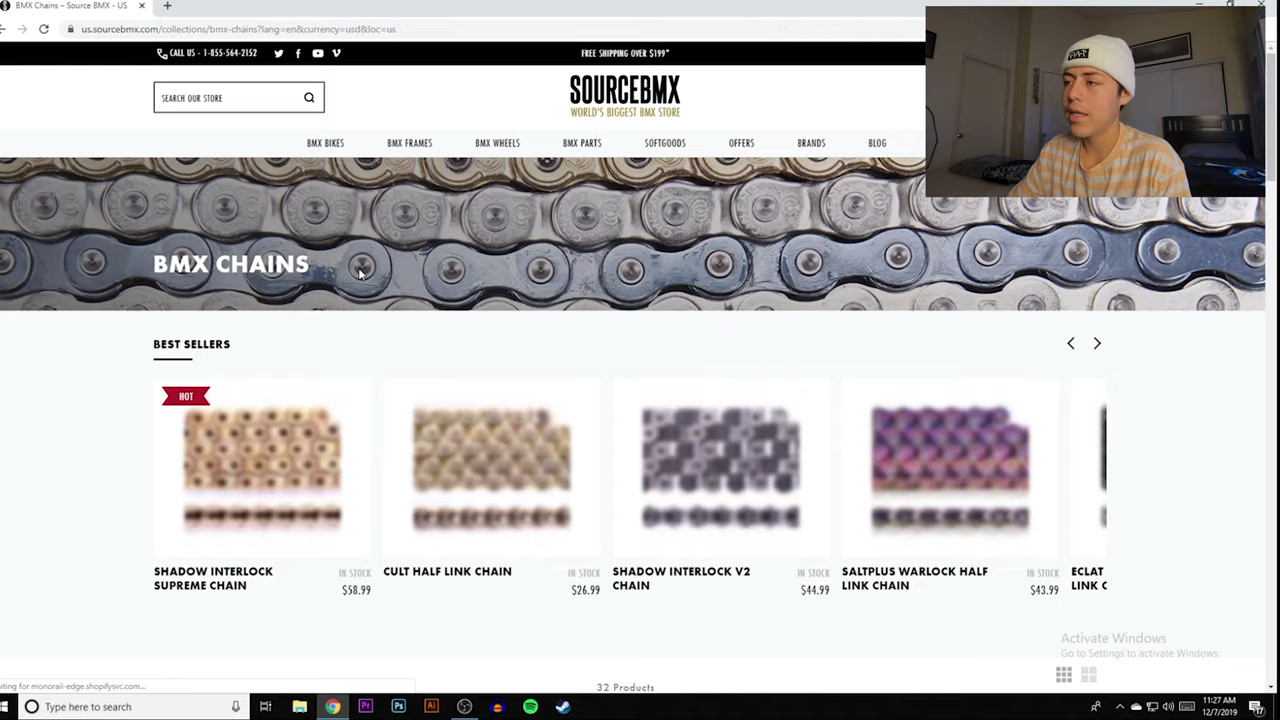 BMX Chains – Source BMX - US
us.sourcebmx.com/collections/bmx-chains?lang=en&currency=usd&loc=us
CALL US - 1-855-564-2152
FREE SHIPPING OVER $199*
SEARCH OUR STORE
SOURCEBMX
WORLD'S BIGGEST BMX STORE
BMX BIKES
BMX FRAMES
BMX WHEELS
BMX PARTS
SOFTGOODS
OFFERS
BRANDS
BLOG
BMX CHAINS
BEST SELLERS
HOT
SHADOW INTERLOCK
SUPREME CHAIN
IN STOCK
$58.99
CULT HALF LINK CHAIN
IN STOCK
$26.99
SHADOW INTERLOCK V2
CHAIN
IN STOCK
$44.99
SALTPLUS WARLOCK HALF
LINK CHAIN
IN STOCK
$43.99
ECLAT
LINK C
Activate Windows
Go to Settings to activate Windows.
iting for monorail-edge.shopifysvc.com...
32 Products
Type here to search
Pr
Ps
Ai
11:27 AM
12/7/2019
17